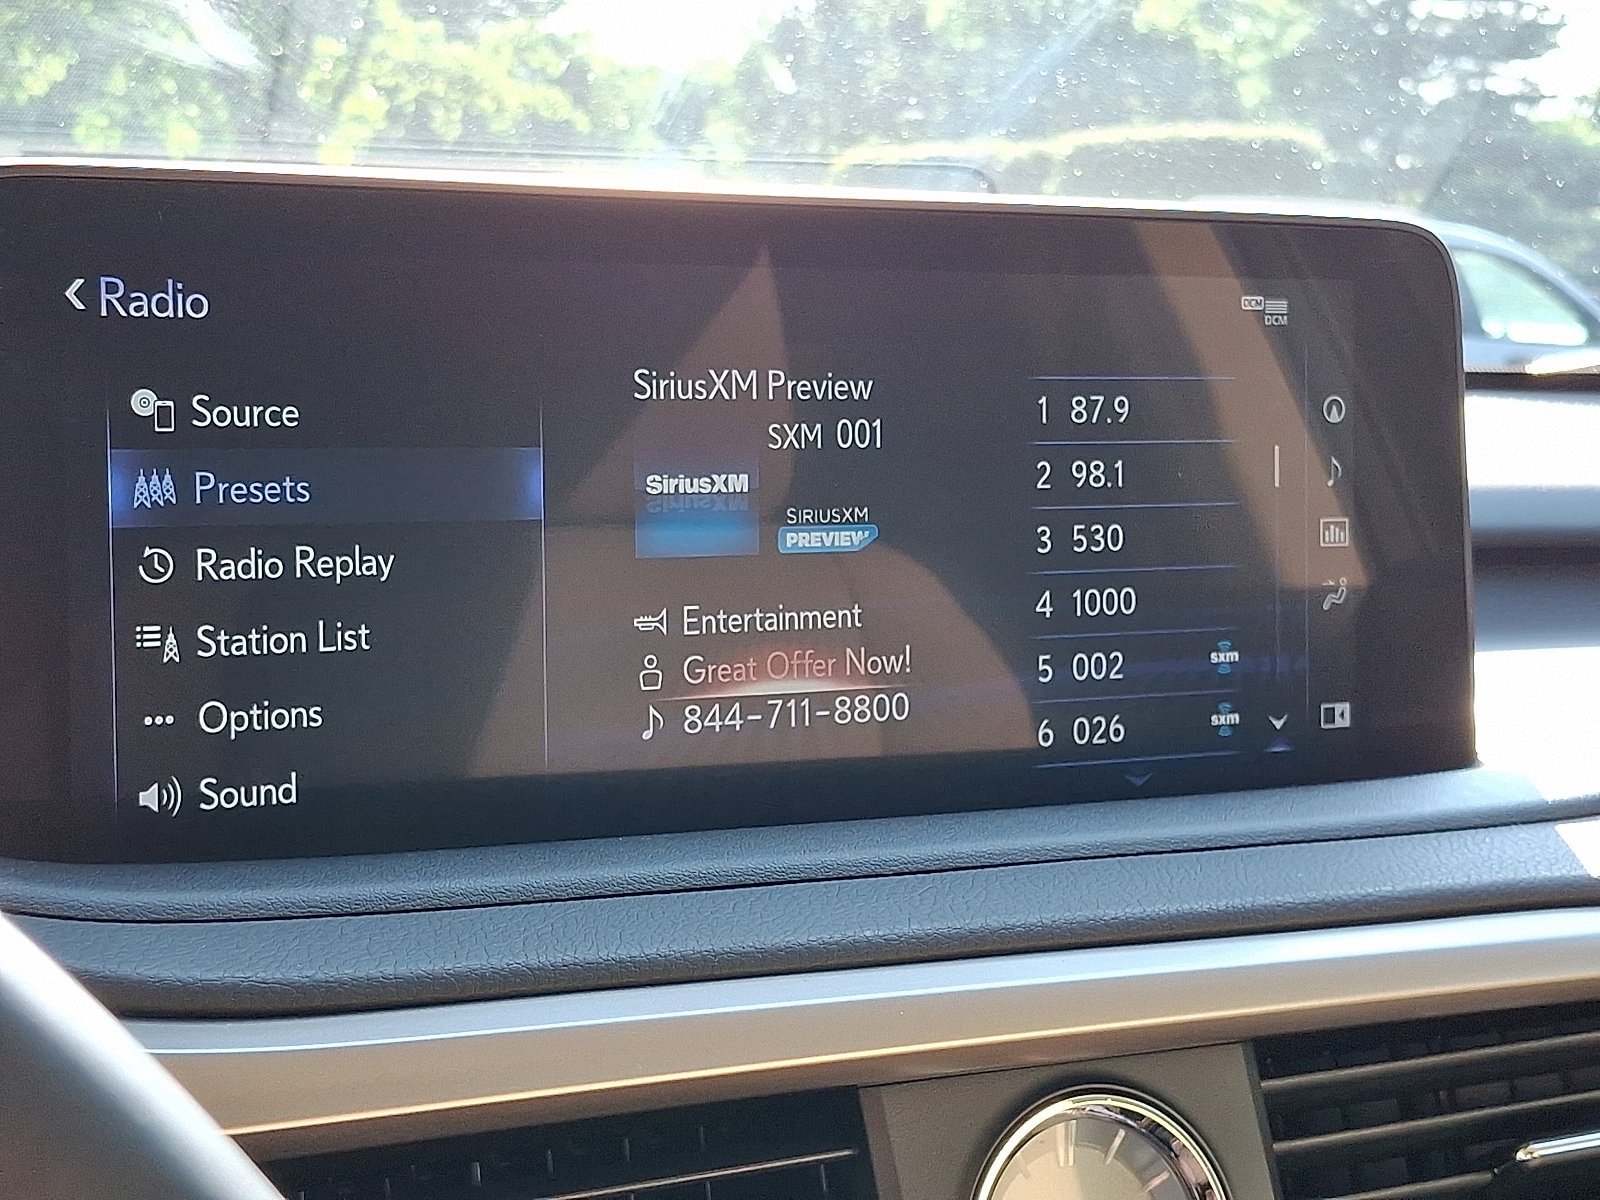 Radio
DCM
DCM
Source
Presets
Radio Replay
Station List
Options
Sound
SiriusXM Preview
SXM 001
SiriusXM
SIRIUSXM
PREVIEW
Entertainment
Great Offer Now!
844-711-8800
1 87.9
2 98.1
3 530
4 1000
5 002 sxm
6 026 sxm